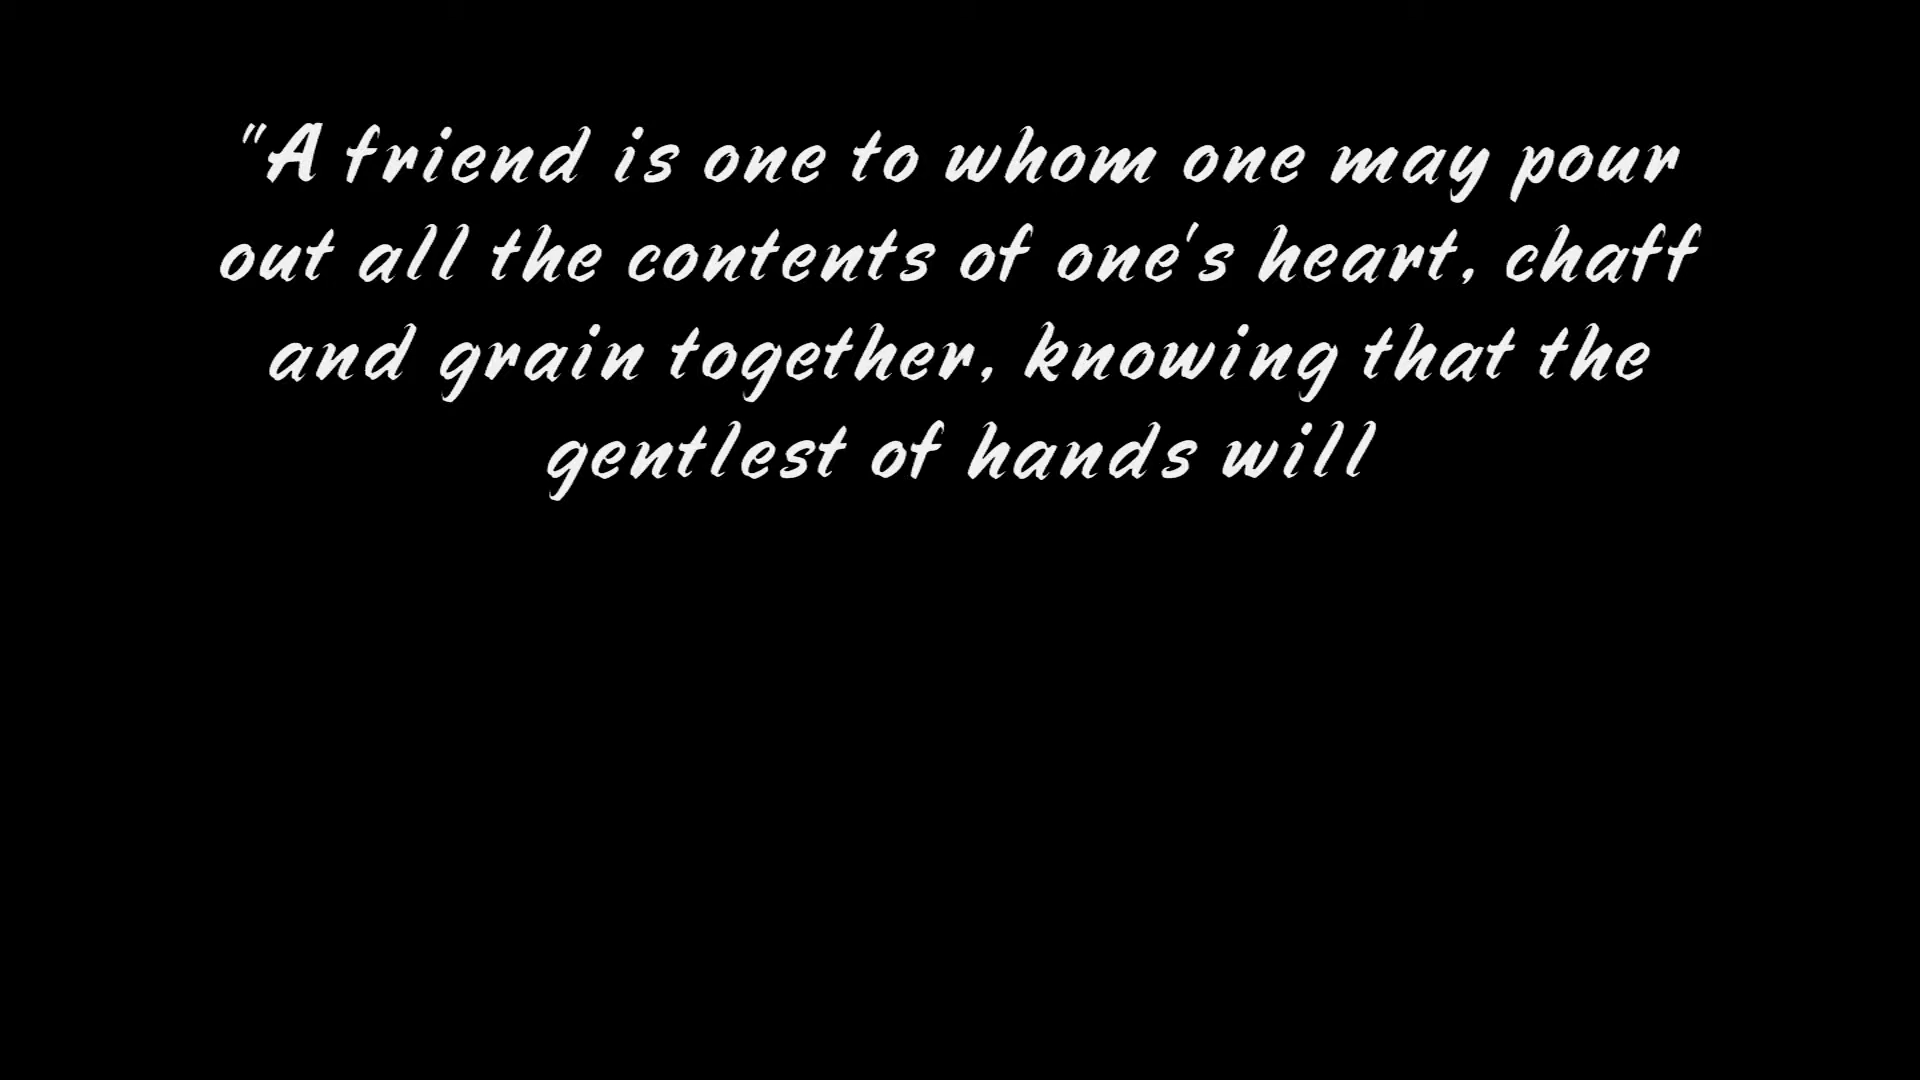 "A friend is one to whom one may pour
out all the contents of one's heart, chaff
and grain together, knowing that the
gentlest of hands will